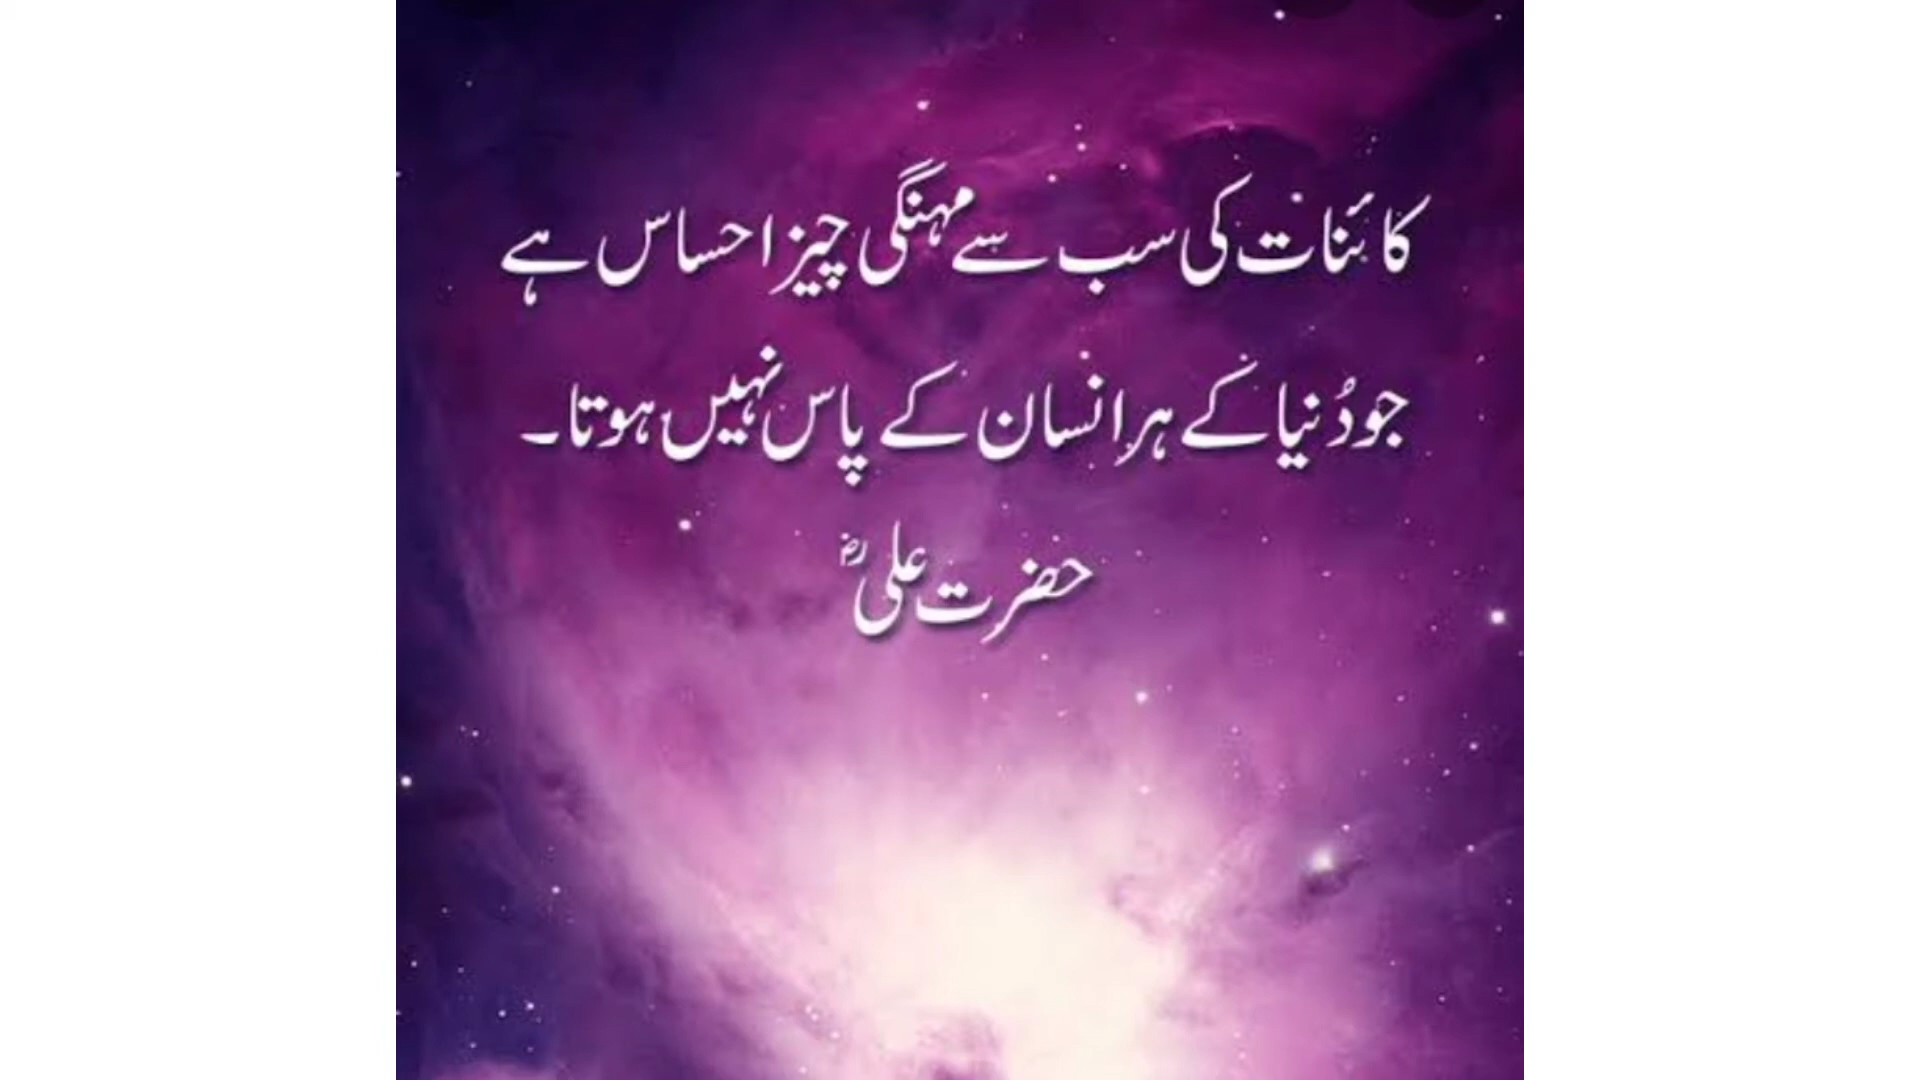 کائنات کی سب سے مہنگی چیز احساس ہے
جو دُنیا کے ہر انسان کے پاس نہیں ہوتا۔
حضرت علیؓ